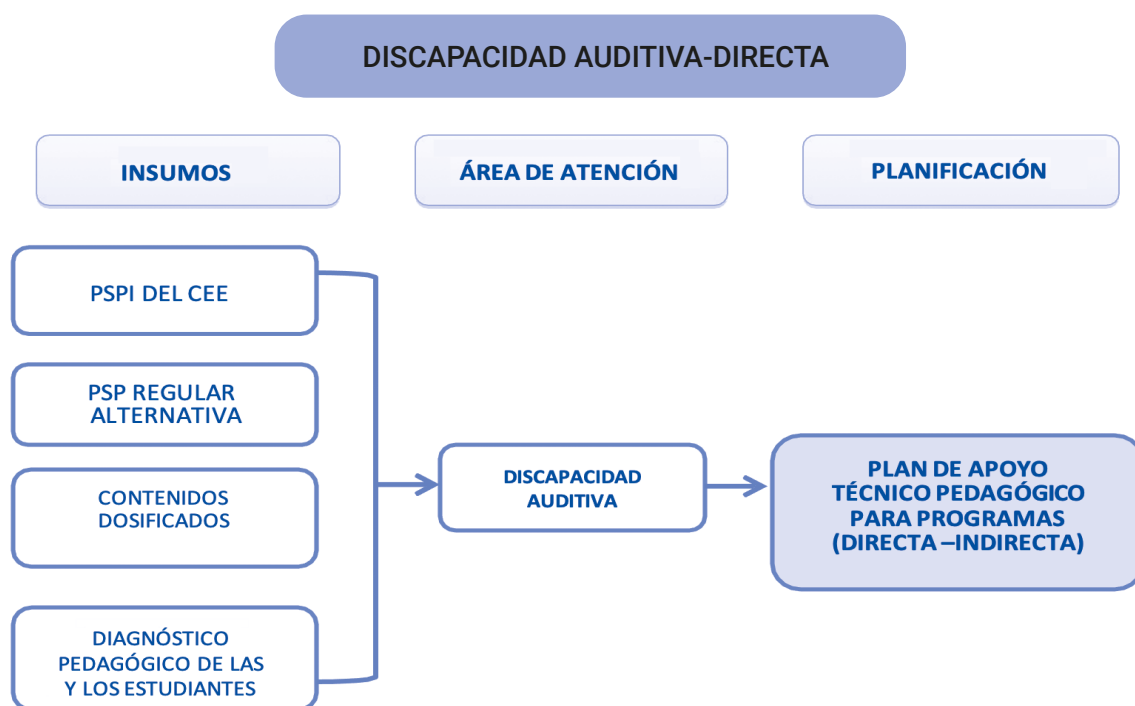 DISCAPACIDAD AUDITIVA-DIRECTA
INSUMOS
ÁREA DE ATENCIÓN
PLANIFICACIÓN
PSPI DEL CEE
PSP REGULAR
ALTERNATIVA
CONTENIDOS
DOSIFICADOS
DIAGNÓSTICO
PEDAGÓGICO DE LAS
Y LOS ESTUDIANTES
DISCAPACIDAD
AUDITIVA
PLAN DE APOYO
TÉCNICO PEDAGÓGICO
PARA PROGRAMAS
(DIRECTA –INDIRECTA)